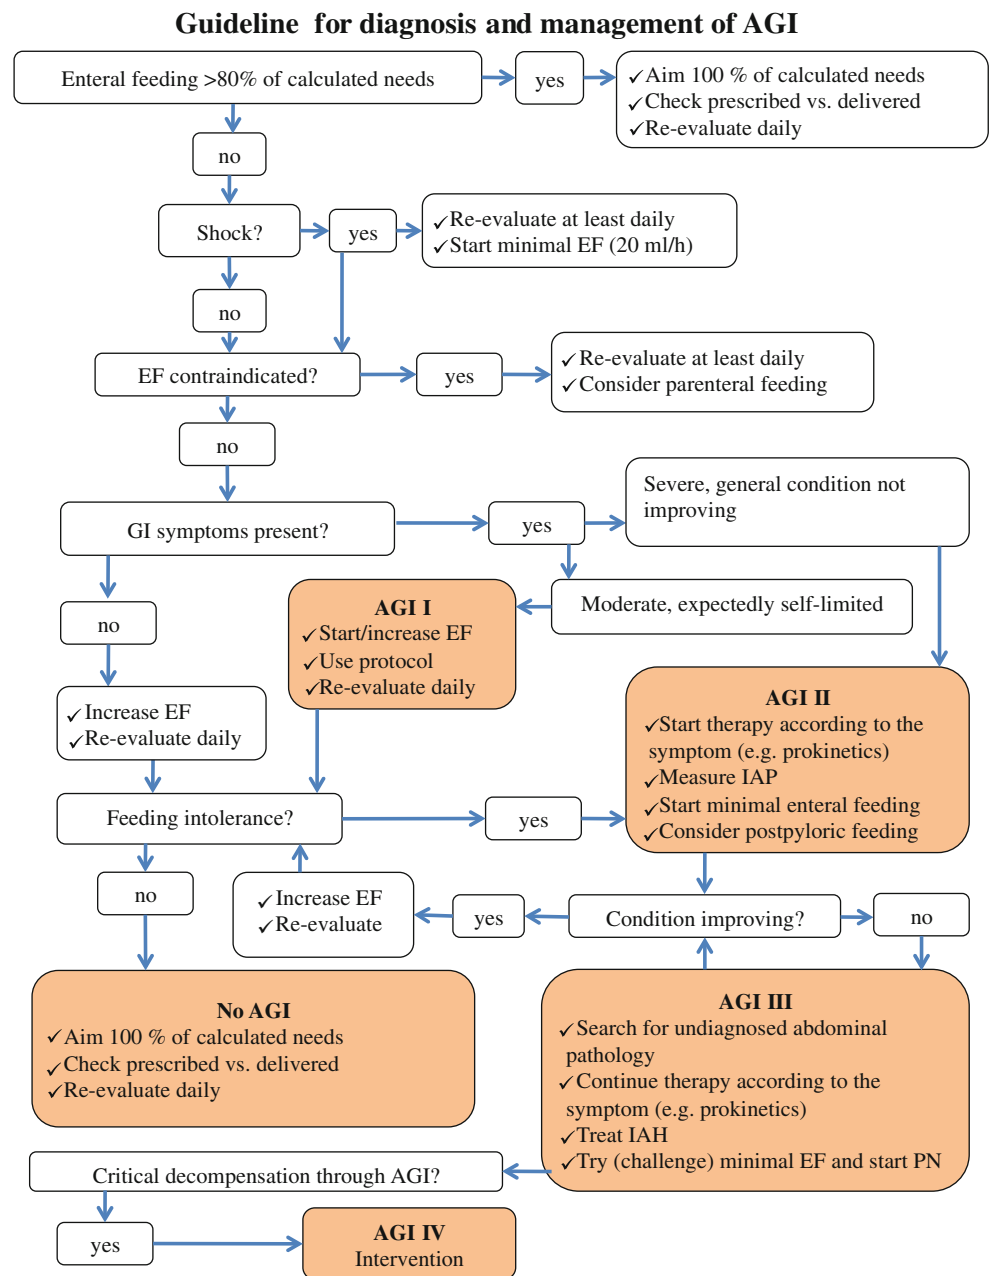 Guideline for diagnosis and management of AGI
Enteral feeding >80% of calculated needs
yes
✓Aim 100 % of calculated needs
✓Check prescribed vs. delivered
✓Re-evaluate daily
no
Shock?
yes
✓Re-evaluate at least daily
✓Start minimal EF (20 ml/h)
no
EF contraindicated?
yes
✓Re-evaluate at least daily
✓Consider parenteral feeding
no
GI symptoms present?
yes
Severe, general condition not
improving
Moderate, expectedly self-limited
no
AGI I
✓Start/increase EF
✓Use protocol
✓Re-evaluate daily
✓Increase EF
✓Re-evaluate daily
AGI II
✓Start therapy according to the
symptom (e.g. prokinetics)
✓Measure IAP
✓Start minimal enteral feeding
✓Consider postpyloric feeding
Feeding intolerance?
yes
no
✓Increase EF
✓Re-evaluate
yes
Condition improving?
no
No AGI
✓Aim 100 % of calculated needs
✓Check prescribed vs. delivered
✓Re-evaluate daily
AGI III
✓Search for undiagnosed abdominal
pathology
✓Continue therapy according to the
symptom (e.g. prokinetics)
✓Treat IAH
✓Try (challenge) minimal EF and start PN
Critical decompensation through AGI?
yes
AGI IV
Intervention